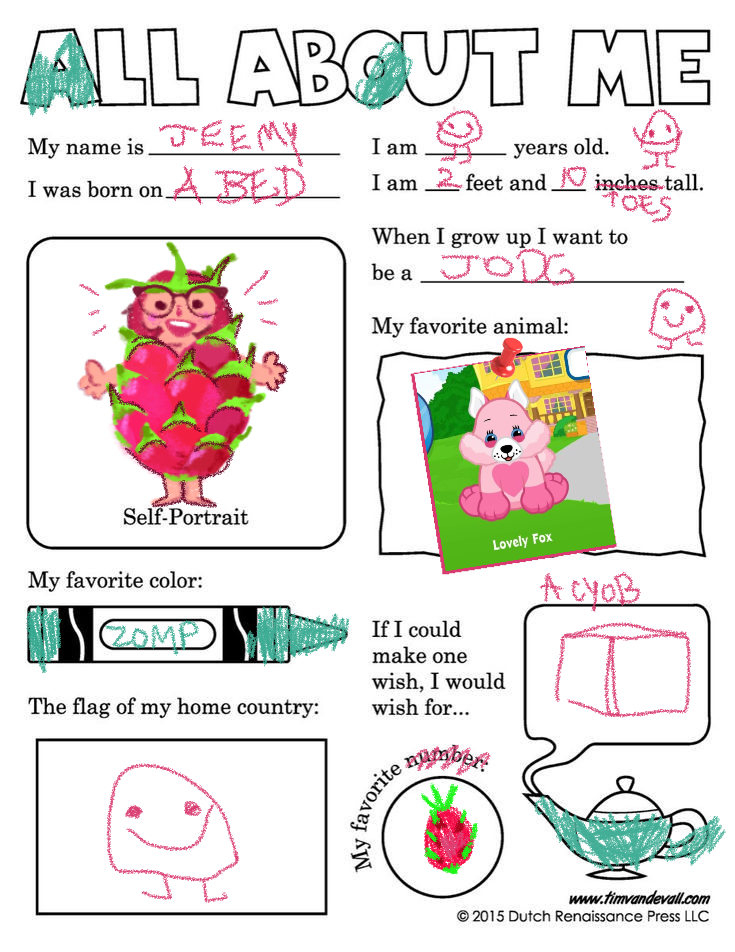 ALL ABOUT ME
My name is JEEMY
I am years old.
I was born on A BED
I am 2 feet and 10 inches tall.
↑TOES
When I grow up I want to
be a JODG
My favorite animal:
Lovely Fox
Self-Portrait
My favorite color:
ZOMP
The flag of my home country:
If I could
make one
wish, I would
wish for...
A CYOB
My favorite number:
www.timvandevall.com
© 2015 Dutch Renaissance Press LLC